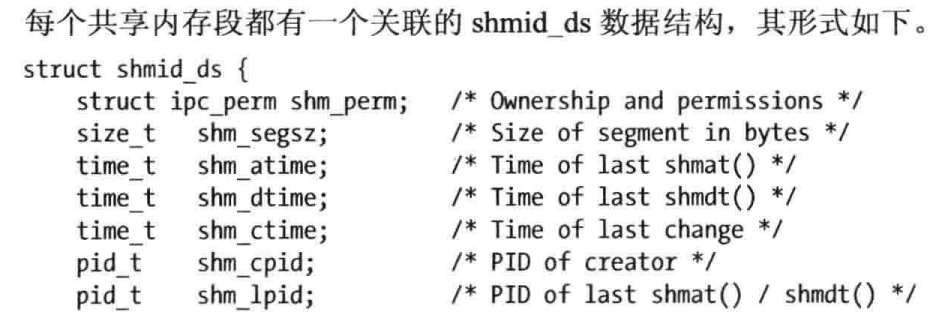 每个共享内存段都有一个关联的 shmid_ds 数据结构，其形式如下。
struct shmid_ds {
    struct ipc_perm shm_perm;   /* Ownership and permissions */
    size_t   shm_segsz;         /* Size of segment in bytes */
    time_t   shm_atime;         /* Time of last shmat() */
    time_t   shm_dtime;         /* Time of last shmdt() */
    time_t   shm_ctime;         /* Time of last change */
    pid_t    shm_cpid;          /* PID of creator */
    pid_t    shm_lpid;          /* PID of last shmat() / shmdt() */